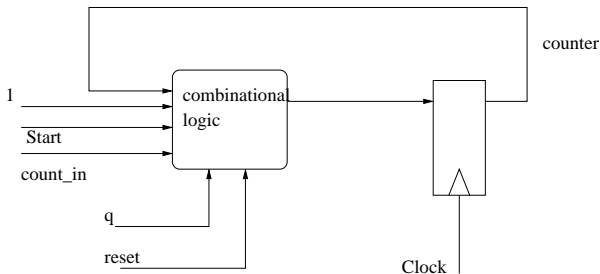 counter
1
combinational
logic
Start
count_in
q
reset
Clock